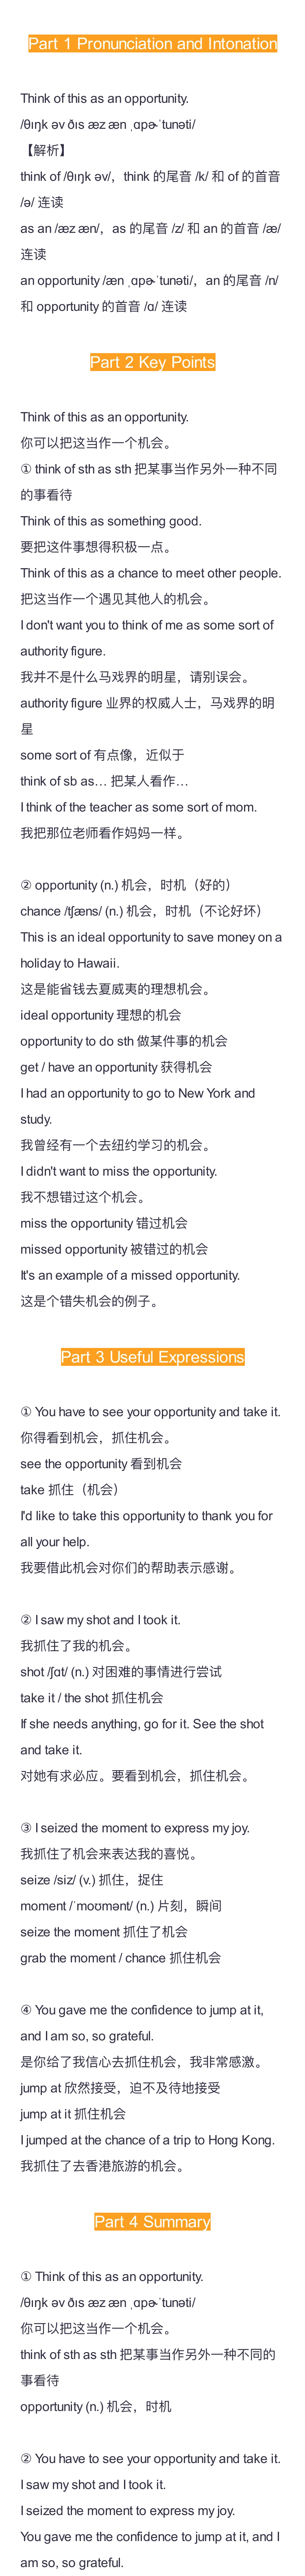 Part 1 Pronunciation and Intonation
Think of this as an opportunity.
/θɪŋk əv ðɪs æz æn ˌɑpɚˈtunəti/
【解析】
think of /θɪŋk əv/，think 的尾音 /k/ 和 of 的首音
/ə/ 连读
as an /æz æn/，as 的尾音 /z/ 和 an 的首音 /æ/
连读
an opportunity /æn ˌɑpɚˈtunəti/，an 的尾音 /n/
和 opportunity 的首音 /ɑ/ 连读
Part 2 Key Points
Think of this as an opportunity.
你可以把这当作一个机会。
① think of sth as sth 把某事当作另外一种不同
的事看待
Think of this as something good.
要把这件事想得积极一点。
Think of this as a chance to meet other people.
把这当作一个遇见其他人的机会。
I don't want you to think of me as some sort of
authority figure.
我并不是什么马戏界的明星，请别误会。
authority figure 业界的权威人士，马戏界的明
星
some sort of 有点像，近似于
think of sb as… 把某人看作…
I think of the teacher as some sort of mom.
我把那位老师看作妈妈一样。
② opportunity (n.) 机会，时机（好的）
chance /tʃæns/ (n.) 机会，时机（不论好坏）
This is an ideal opportunity to save money on a
holiday to Hawaii.
这是能省钱去夏威夷的理想机会。
ideal opportunity 理想的机会
opportunity to do sth 做某件事的机会
get / have an opportunity 获得机会
I had an opportunity to go to New York and
study.
我曾经有一个去纽约学习的机会。
I didn't want to miss the opportunity.
我不想错过这个机会。
miss the opportunity 错过机会
missed opportunity 被错过的机会
It's an example of a missed opportunity.
这是个错失机会的例子。
Part 3 Useful Expressions
① You have to see your opportunity and take it.
你得看到机会，抓住机会。
see the opportunity 看到机会
take 抓住（机会）
I'd like to take this opportunity to thank you for
all your help.
我要借此机会对你们的帮助表示感谢。
② I saw my shot and I took it.
我抓住了我的机会。
shot /ʃɑt/ (n.) 对困难的事情进行尝试
take it / the shot 抓住机会
If she needs anything, go for it. See the shot
and take it.
对她有求必应。要看到机会，抓住机会。
③ I seized the moment to express my joy.
我抓住了机会来表达我的喜悦。
seize /siz/ (v.) 抓住，捉住
moment /ˈmoʊmənt/ (n.) 片刻，瞬间
seize the moment 抓住了机会
grab the moment / chance 抓住机会
④ You gave me the confidence to jump at it,
and I am so, so grateful.
是你给了我信心去抓住机会，我非常感激。
jump at 欣然接受，迫不及待地接受
jump at it 抓住机会
I jumped at the chance of a trip to Hong Kong.
我抓住了去香港旅游的机会。
Part 4 Summary
① Think of this as an opportunity.
/θɪŋk əv ðɪs æz æn ˌɑpɚˈtunəti/
你可以把这当作一个机会。
think of sth as sth 把某事当作另外一种不同的
事看待
opportunity (n.) 机会，时机
② You have to see your opportunity and take it.
I saw my shot and I took it.
I seized the moment to express my joy.
You gave me the confidence to jump at it, and I
am so, so grateful.